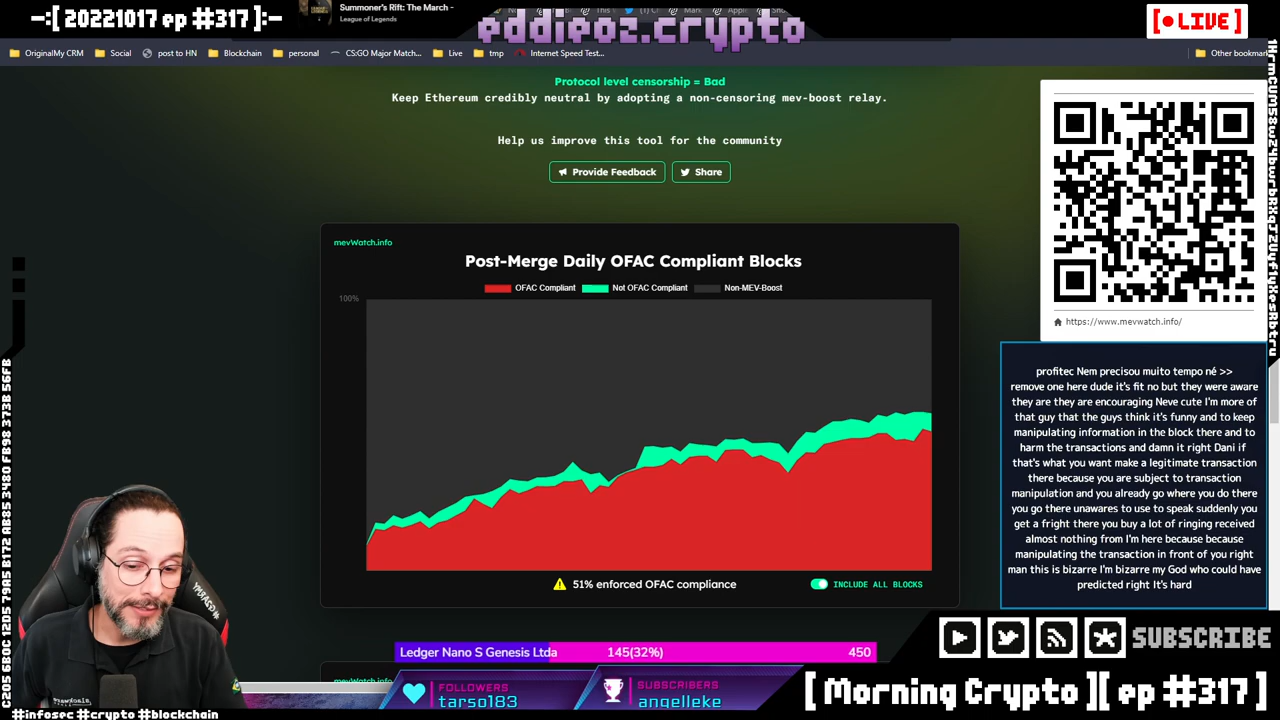 -:[ 20221017 ep #317]:-
Summoner's Rift: The March -
League of Legends
eddieoz.crypto
[ LIVE ]
OriginalMy CRM
Social
post to HN
Blockchain
personal
CS:GO Major Match...
Live
tmp
Internet Speed Test...
Other bookmar
Protocol level censorship = Bad
Keep Ethereum credibly neutral by adopting a non-censoring mev-boost relay.
Help us improve this tool for the community
Provide Feedback
Share
mevWatch.info
Post-Merge Daily OFAC Compliant Blocks
OFAC Compliant
Not OFAC Compliant
Non-MEV-Boost
100%
51% enforced OFAC compliance
INCLUDE ALL BLOCKS
https://www.mevwatch.info/
profitec Nem precisou muito tempo né >>
remove one here dude it's fit no but they were aware
they are they are encouraging Neve cute I'm more of
that guy that the guys think it's funny and to keep
manipulating information in the block there and to
harm the transactions and damn it right Dani if
that's what you want make a legitimate transaction
there because you are subject to transaction
manipulation and you already go where you do there
you go there unawares to use to speak suddenly you
get a fright there you buy a lot of ringing received
almost nothing from I'm here because because
manipulating the transaction in front of you right
man this is bizarre I'm bizarre my God who could have
predicted right It's hard
Ledger Nano S Genesis Ltda
145(32%)
450
mevWatch.info
FOLLOWERS
tarso183
SUBSCRIBERS
angelleke
SUBSCRIBE
[ Morning Crypto ][ ep #317 ]
#infosec #crypto #blockchain